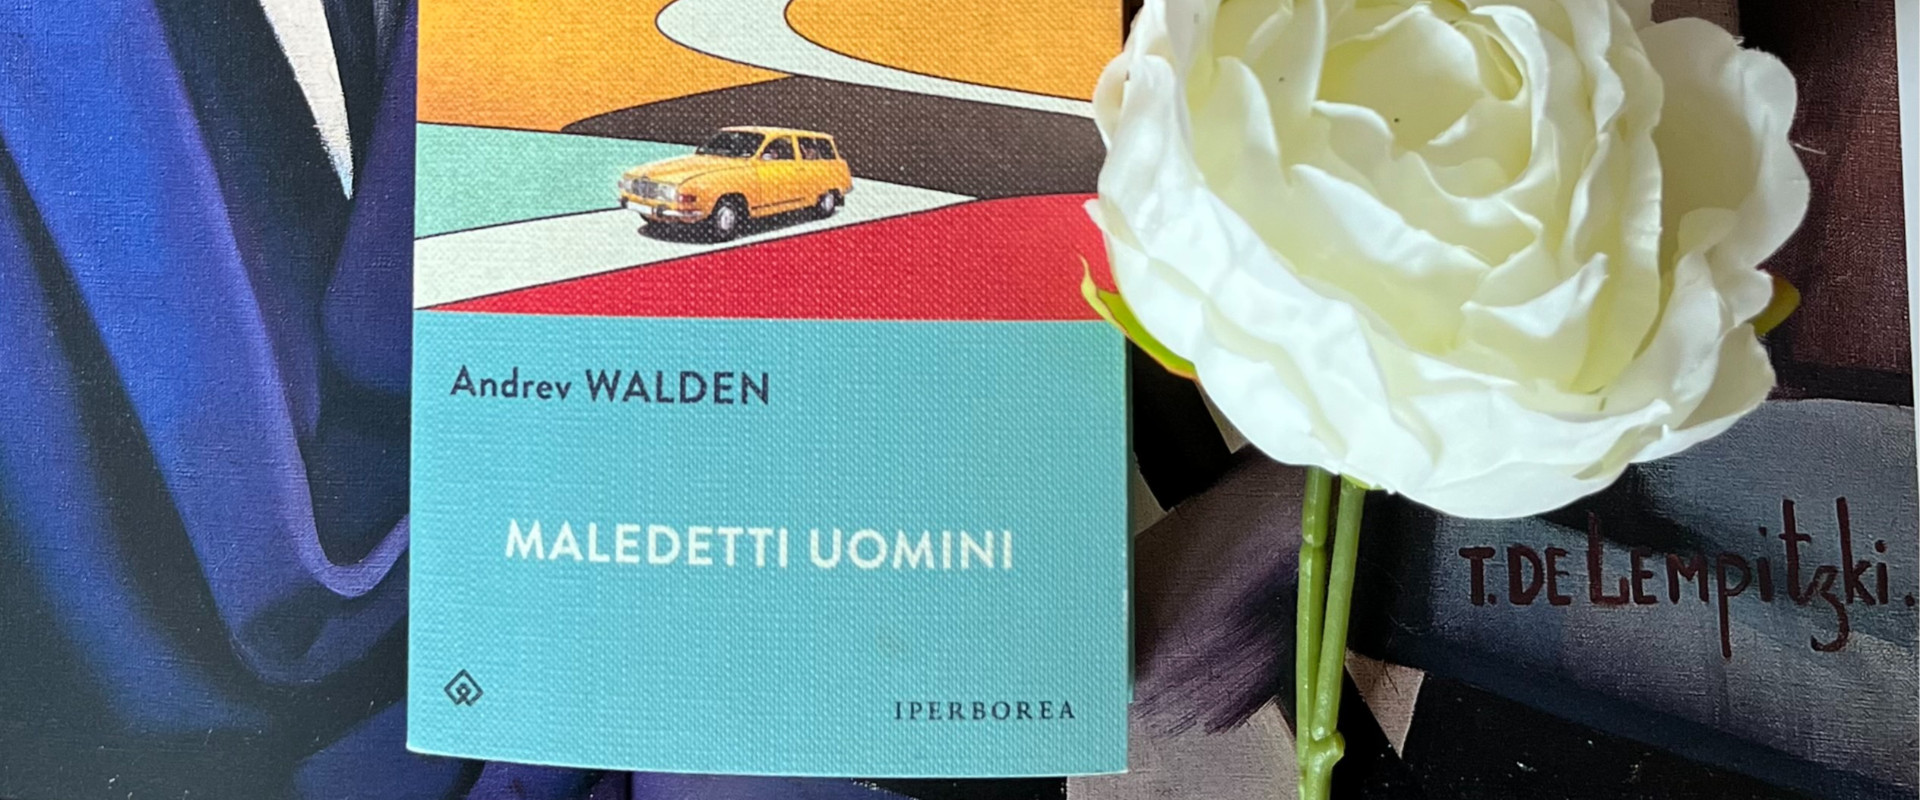 Andrev WALDEN
MALEDETTI UOMINI
IPERBOREA
T. DE LEMPITZKI.